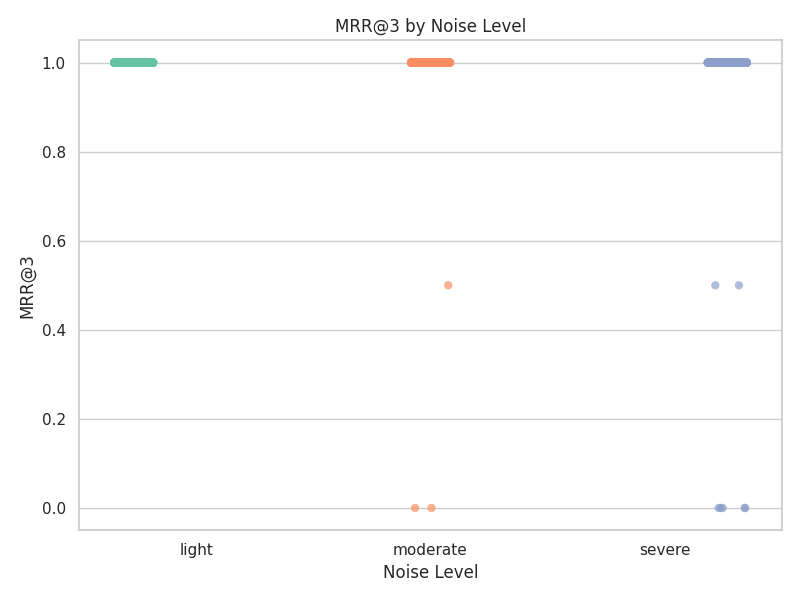 MRR@3 by Noise Level
MRR@3
1.0
0.8
0.6
0.4
0.2
0.0
light
moderate
severe
Noise Level